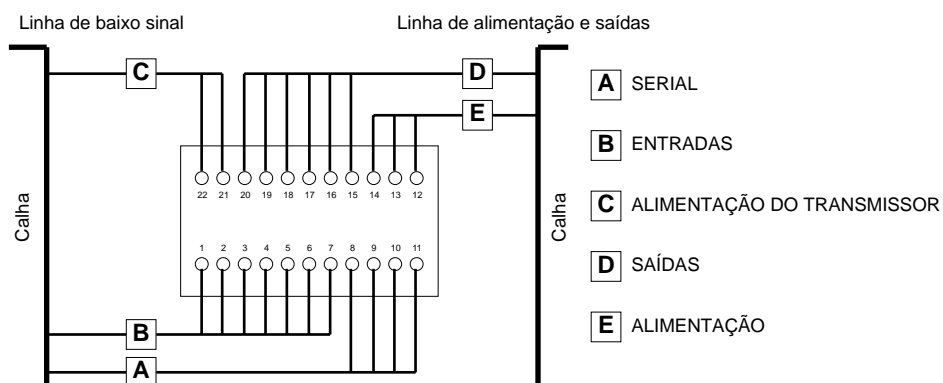 Linha de baixo sinal
Linha de alimentação e saídas
C
D
A SERIAL
E
B ENTRADAS
22 21 20 19 18 17 16 15 14 13 12
Calha
Calha
C ALIMENTAÇÃO DO TRANSMISSOR
1 2 3 4 5 6 7 8 9 10 11
D SAÍDAS
B
E ALIMENTAÇÃO
A